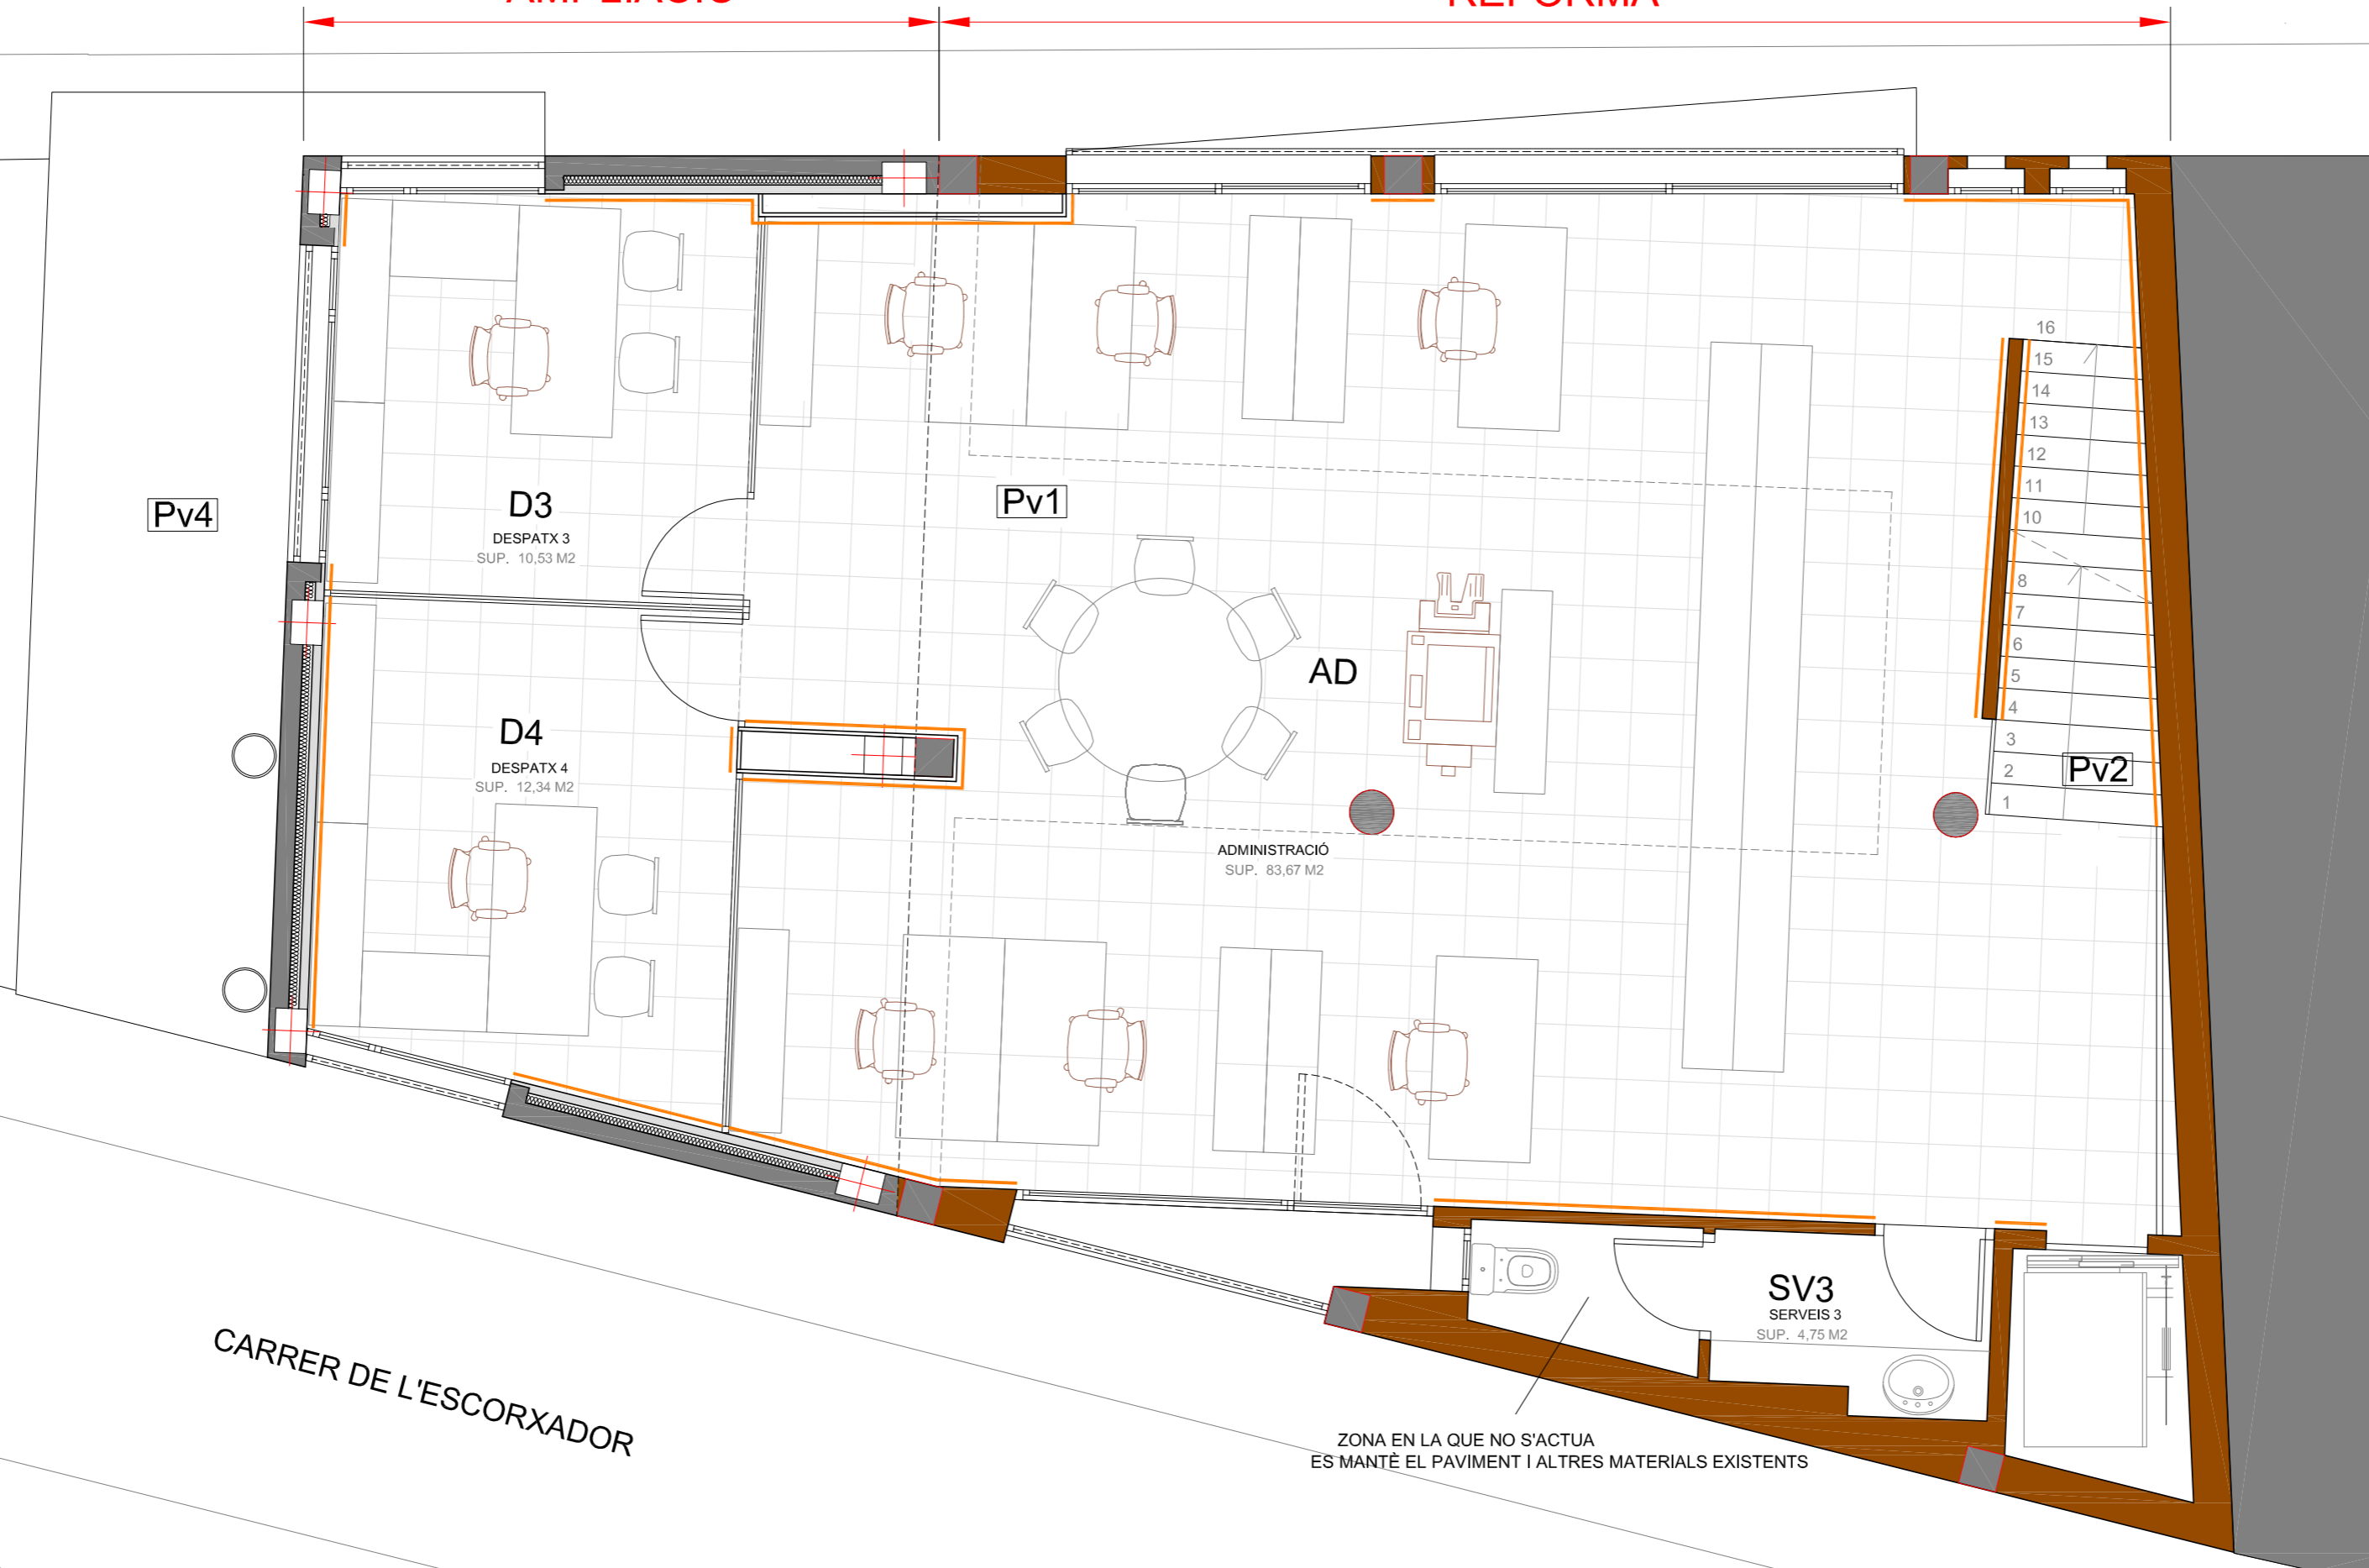 AMPLIACIÓ
REFORMA
16
15
14
13
12
11
10
8
7
6
5
4
3
2
1
Pv4
D3
DESPATX 3
SUP. 10,53 M2
Pv1
AD
D4
DESPATX 4
SUP. 12,34 M2
Pv2
ADMINISTRACIÓ
SUP. 83,67 M2
SV3
SERVEIS 3
SUP. 4,75 M2
CARRER DE L'ESCORXADOR
ZONA EN LA QUE NO S'ACTUA
ES MANTÈ EL PAVIMENT I ALTRES MATERIALS EXISTENTS